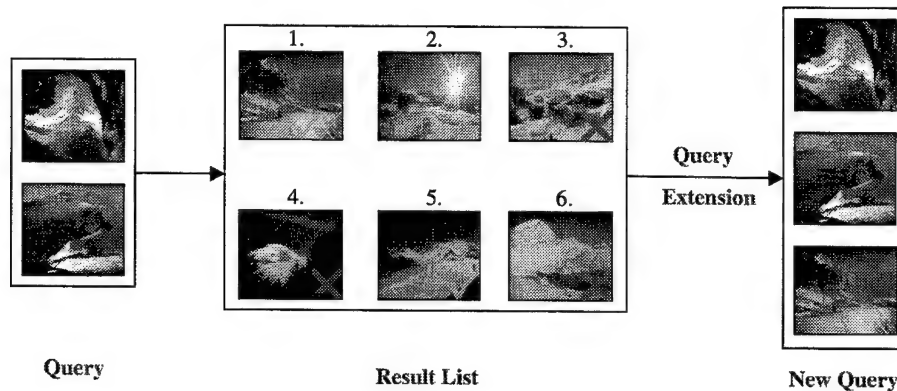 1. 2. 3.
Query
Extension
4. 5. 6.
Query
Result List
New Query